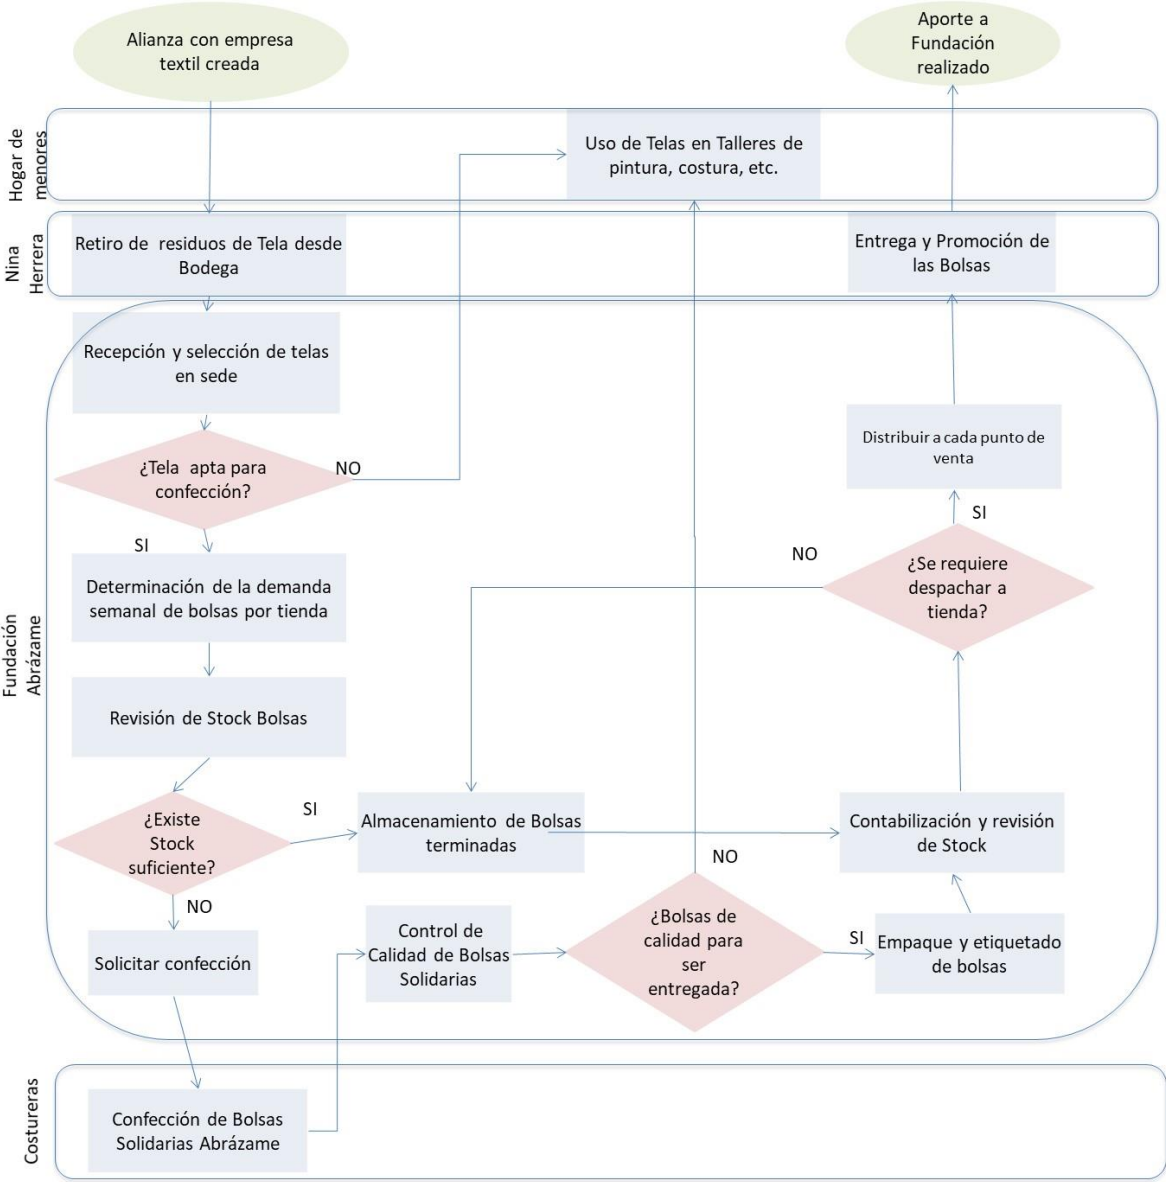 Alianza con empresa
textil creada
Aporte a
Fundación
realizado
Hogar de
menores
Uso de Telas en Talleres de
pintura, costura, etc.
Nina
Herrera
Retiro de residuos de Tela desde
Bodega
Entrega y Promoción de
las Bolsas
Fundación
Abrázame
Recepción y selección de telas
en sede
Distribuir a cada punto de
venta
¿Tela apta para
confección?
NO
SI
SI
NO
¿Se requiere
despachar a
tienda?
Determinación de la demanda
semanal de bolsas por tienda
Revisión de Stock Bolsas
¿Existe
Stock
suficiente?
SI
NO
Almacenamiento de Bolsas
terminadas
Contabilización y revisión
de Stock
NO
Solicitar confección
Control de
Calidad de Bolsas
Solidarias
¿Bolsas de
calidad para
ser
entregada?
SI
Empaque y etiquetado
de bolsas
Costureras
Confección de Bolsas
Solidarias Abrázame